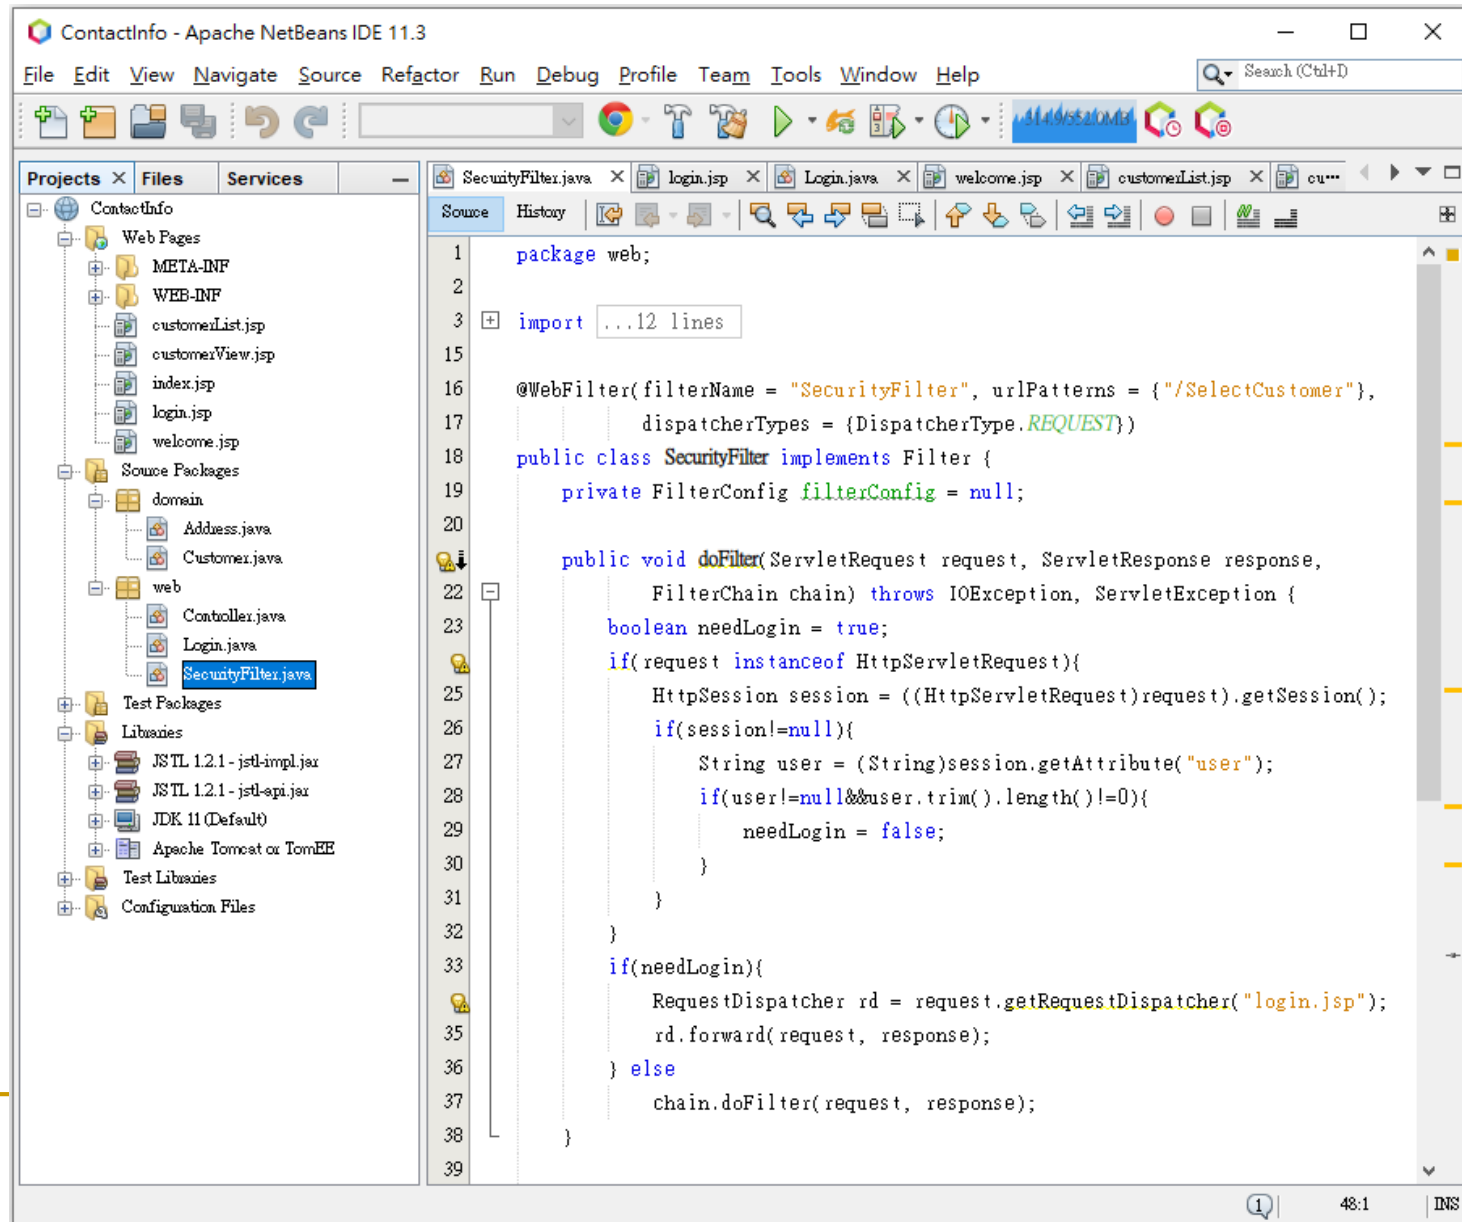 ContactInfo - Apache NetBeans IDE 11.3
File Edit View Navigate Source Refactor Run Debug Profile Team Tools Window Help
Search (Ctrl+I)
314.9/552.0MB
Projects Files Services
SecurityFilter.java login.jsp Login.java welcome.jsp customerList.jsp cu...
Source History
ContactInfo
Web Pages
META-INF
WEB-INF
customerList.jsp
customerView.jsp
index.jsp
login.jsp
welcome.jsp
Source Packages
domain
Address.java
Customer.java
web
Controller.java
Login.java
SecurityFilter.java
Test Packages
Libraries
JSTL 1.2.1 - jstl-impl.jar
JSTL 1.2.1 - jstl-api.jar
JDK 11 (Default)
Apache Tomcat or TomEE
Test Libraries
Configuration Files
1 package web;
2
3 import ...12 lines
15
16 @WebFilter(filterName = "SecurityFilter", urlPatterns = {"/SelectCustomer"},
17 dispatcherTypes = {DispatcherType.REQUEST})
18 public class SecurityFilter implements Filter {
19 private FilterConfig filterConfig = null;
20
public void doFilter(ServletRequest request, ServletResponse response,
22 FilterChain chain) throws IOException, ServletException {
23 boolean needLogin = true;
if(request instanceof HttpServletRequest){
25 HttpSession session = ((HttpServletRequest)request).getSession();
26 if(session!=null){
27 String user = (String)session.getAttribute("user");
28 if(user!=null&&user.trim().length()!=0){
29 needLogin = false;
30 }
31 }
32 }
33 if(needLogin){
RequestDispatcher rd = request.getRequestDispatcher("login.jsp");
35 rd.forward(request, response);
36 } else
37 chain.doFilter(request, response);
38 }
39
1 48:1 INS